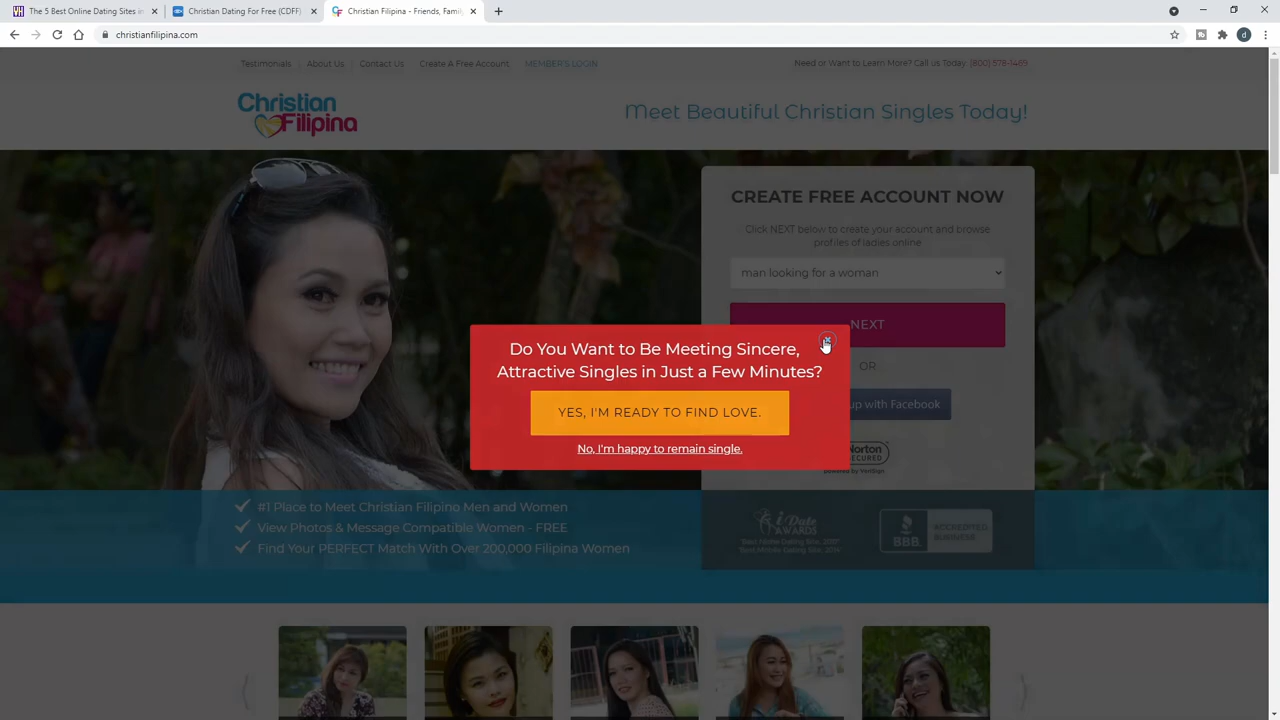 The 5 Best Online Dating Sites in
Christian Dating For Free (CDFF)
Christian Filipina - Friends, Family
christianfilipina.com
d
Testimonials
About Us
Contact Us
Create A Free Account
MEMBERS LOGIN
Need or Want to Learn More? Call us Today: (800) 578-1469
Christian
Filipina
Meet Beautiful Christian Singles Today!
CREATE FREE ACCOUNT NOW
Click NEXT below to create your account and browse
profiles of ladies online
man looking for a woman
NEXT
OR
up with Facebook
Do You Want to Be Meeting Sincere,
Attractive Singles in Just a Few Minutes?
YES, I'M READY TO FIND LOVE.
No, I'm happy to remain single.
Norton
SECURED
powered by VeriSign
#1 Place to Meet Christian Filipino Men and Women
View Photos & Message Compatible Women - FREE
Find Your PERFECT Match With Over 200,000 Filipina Women
iDate
AWARDS
BBB.
ACCREDITED
BUSINESS